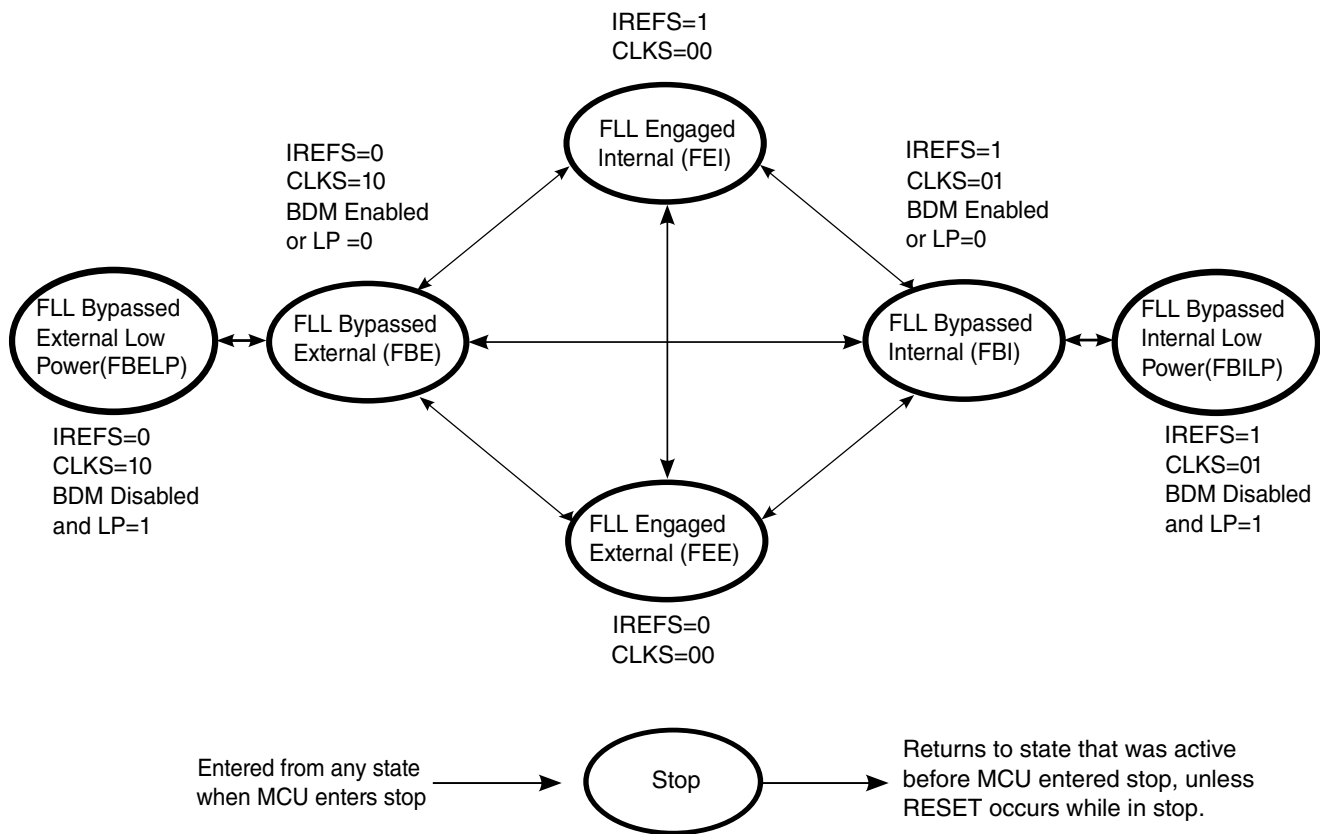 IREFS=1
CLKS=00
FLL Engaged
Internal (FEI)
IREFS=0
CLKS=10
BDM Enabled
or LP =0
IREFS=1
CLKS=01
BDM Enabled
or LP=0
FLL Bypassed
External Low
Power(FBELP)
FLL Bypassed
External (FBE)
FLL Bypassed
Internal (FBI)
FLL Bypassed
Internal Low
Power(FBILP)
IREFS=0
CLKS=10
BDM Disabled
and LP=1
FLL Engaged
External (FEE)
IREFS=1
CLKS=01
BDM Disabled
and LP=1
IREFS=0
CLKS=00
Entered from any state
when MCU enters stop
Stop
Returns to state that was active
before MCU entered stop, unless
RESET occurs while in stop.